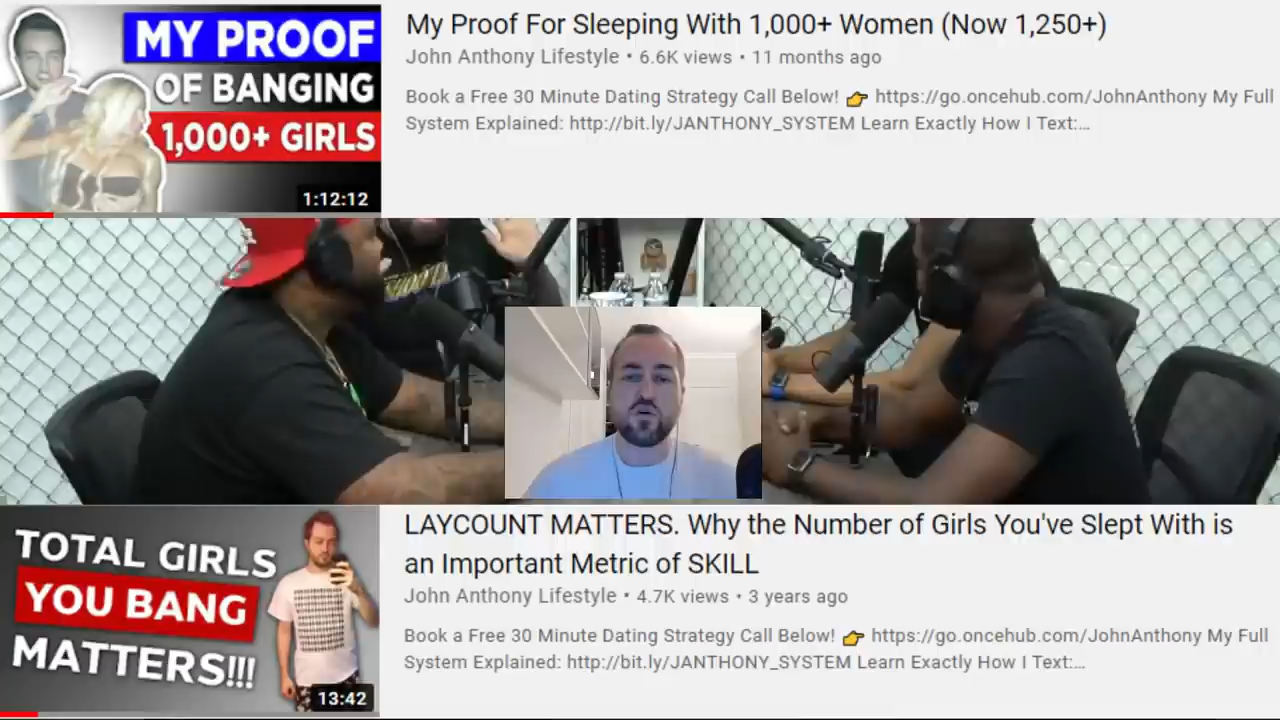 MY PROOF
OF BANGING
1,000+ GIRLS
1:12:12
My Proof For Sleeping With 1,000+ Women (Now 1,250+)
John Anthony Lifestyle • 6.6K views • 11 months ago
Book a Free 30 Minute Dating Strategy Call Below! 👉 https://go.oncehub.com/JohnAnthony My Full
System Explained: http://bit.ly/JANTHONY_SYSTEM Learn Exactly How I Text:...
TOTAL GIRLS
YOU BANG
MATTERS!!!
13:42
LAYCOUNT MATTERS. Why the Number of Girls You've Slept With is
an Important Metric of SKILL
John Anthony Lifestyle • 4.7K views • 3 years ago
Book a Free 30 Minute Dating Strategy Call Below! 👉 https://go.oncehub.com/JohnAnthony My Full
System Explained: http://bit.ly/JANTHONY_SYSTEM Learn Exactly How I Text:...